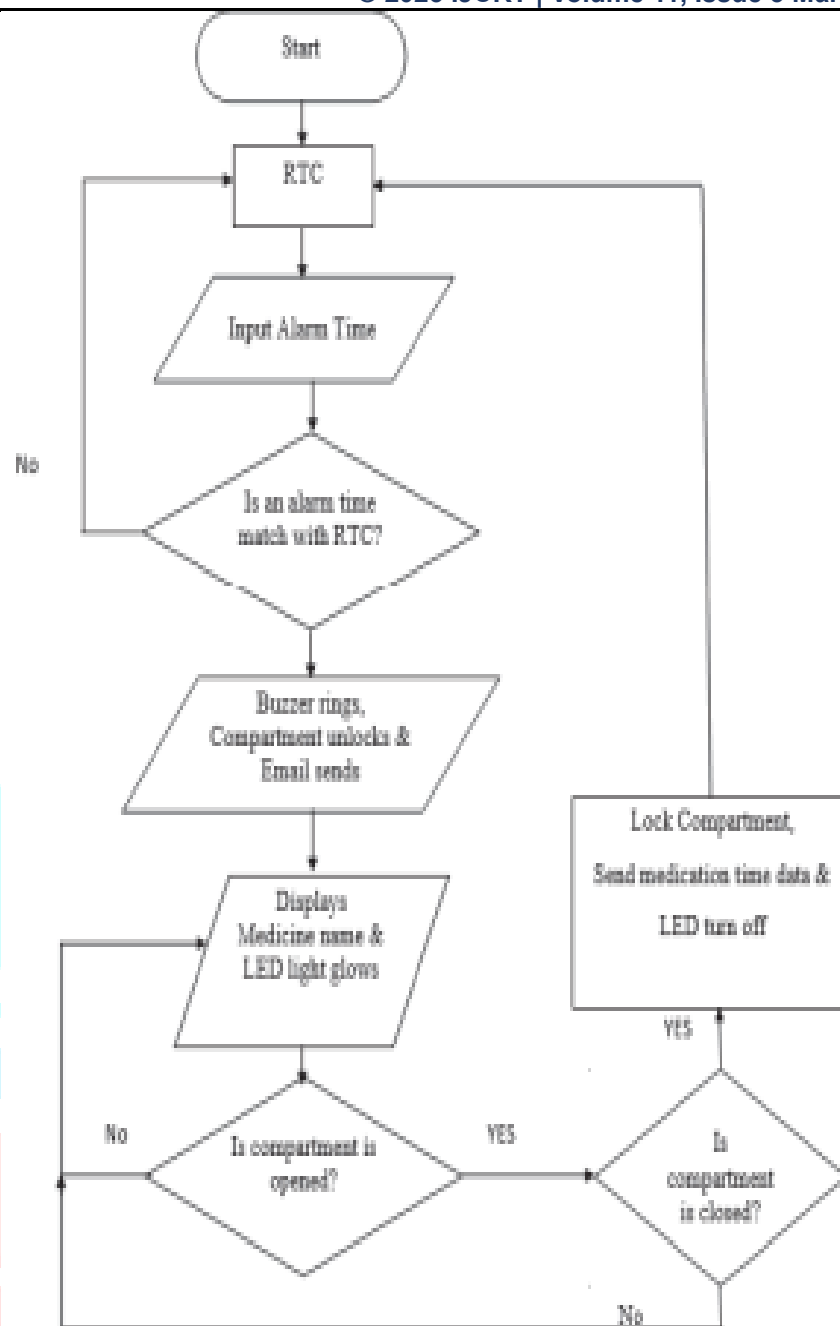 Start
RTC
Input Alarm Time
No
Is an alarm time
match with RTC?
Buzzer rings,
Compartment unlocks &
Email sends
Displays
Medicine name &
LED light glows
Lock Compartment,
Send medication time data &
LED turn off
YES
No
Is compartment is
opened?
YES
Is
compartment
is closed?
No